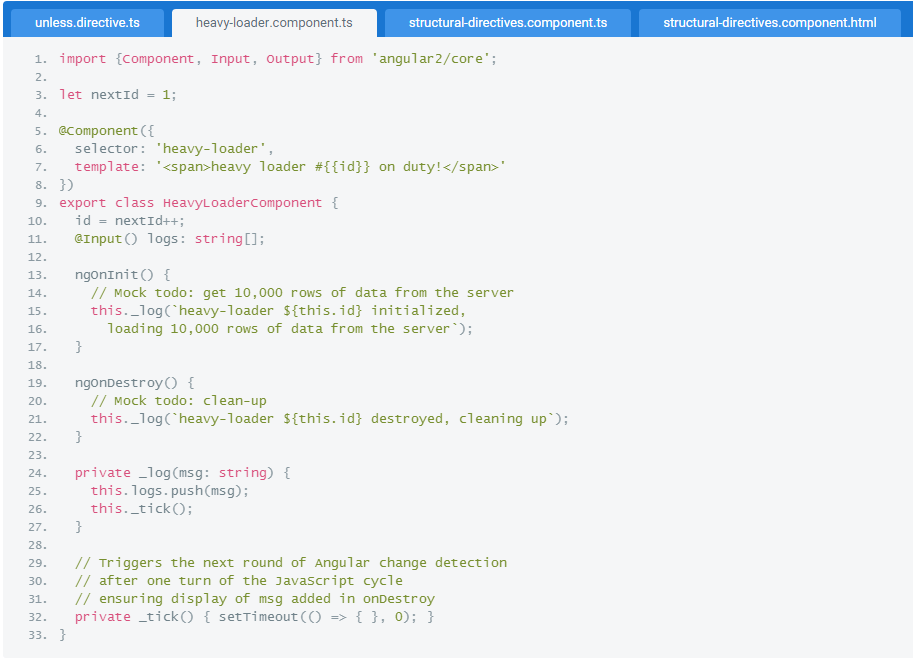 unless.directive.ts heavy-loader.component.ts structural-directives.component.ts structural-directives.component.html
1. import {Component, Input, Output} from 'angular2/core';
2.
3. let nextId = 1;
4.
5. @Component({
6.   selector: 'heavy-loader',
7.   template: '<span>heavy loader #{{id}} on duty!</span>'
8. })
9. export class HeavyLoaderComponent {
10.   id = nextId++;
11.   @Input() logs: string[];
12.
13.   ngOnInit() {
14.     // Mock todo: get 10,000 rows of data from the server
15.     this._log(`heavy-loader ${this.id} initialized,
16.       loading 10,000 rows of data from the server`);
17.   }
18.
19.   ngOnDestroy() {
20.     // Mock todo: clean-up
21.     this._log(`heavy-loader ${this.id} destroyed, cleaning up`);
22.   }
23.
24.   private _log(msg: string) {
25.     this.logs.push(msg);
26.     this._tick();
27.   }
28.
29.   // Triggers the next round of Angular change detection
30.   // after one turn of the JavaScript cycle
31.   // ensuring display of msg added in onDestroy
32.   private _tick() { setTimeout(() => { }, 0); }
33. }